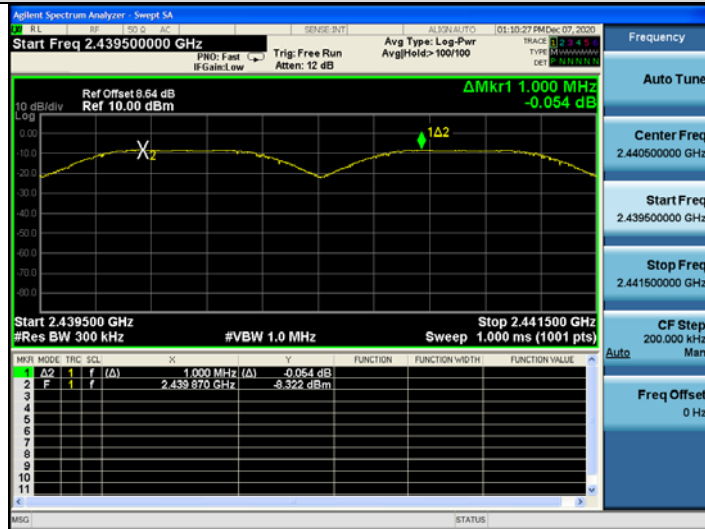 Agilent Spectrum Analyzer - Swept SA
RL RF 50 Ω AC SENSE:INT ALIGN AUTO 01:10:27 PM Dec 07, 2020
Start Freq 2.439500000 GHz
PNO: Fast
IFGain:Low
Trig: Free Run
Atten: 12 dB
Avg Type: Log-Pwr
Avg|Hold:>100/100
TRACE 1 2 3 4 5 6
TYPE M
DET P N N N N N
Ref Offset 8.64 dB
Ref 10.00 dBm
10 dB/div
Log
ΔMkr1 1.000 MHz
-0.054 dB
0.00
-10.0
-20.0
-30.0
-40.0
-50.0
-60.0
-70.0
-80.0
2
1Δ2
Start 2.439500 GHz
Stop 2.441500 GHz
#Res BW 300 kHz #VBW 1.0 MHz Sweep 1.000 ms (1001 pts)
MKR MODE TRC SCL X Y FUNCTION FUNCTION WIDTH FUNCTION VALUE
1 Δ2 1 f (Δ) 1.000 MHz (Δ) -0.054 dB
2 F 1 f 2.439 870 GHz -8.322 dBm
3
4
5
6
7
8
9
10
11
MSG STATUS
Frequency
Auto Tune
Center Freq
2.440500000 GHz
Start Freq
2.439500000 GHz
Stop Freq
2.441500000 GHz
CF Step
200.000 kHz
Auto Man
Freq Offset
0 Hz